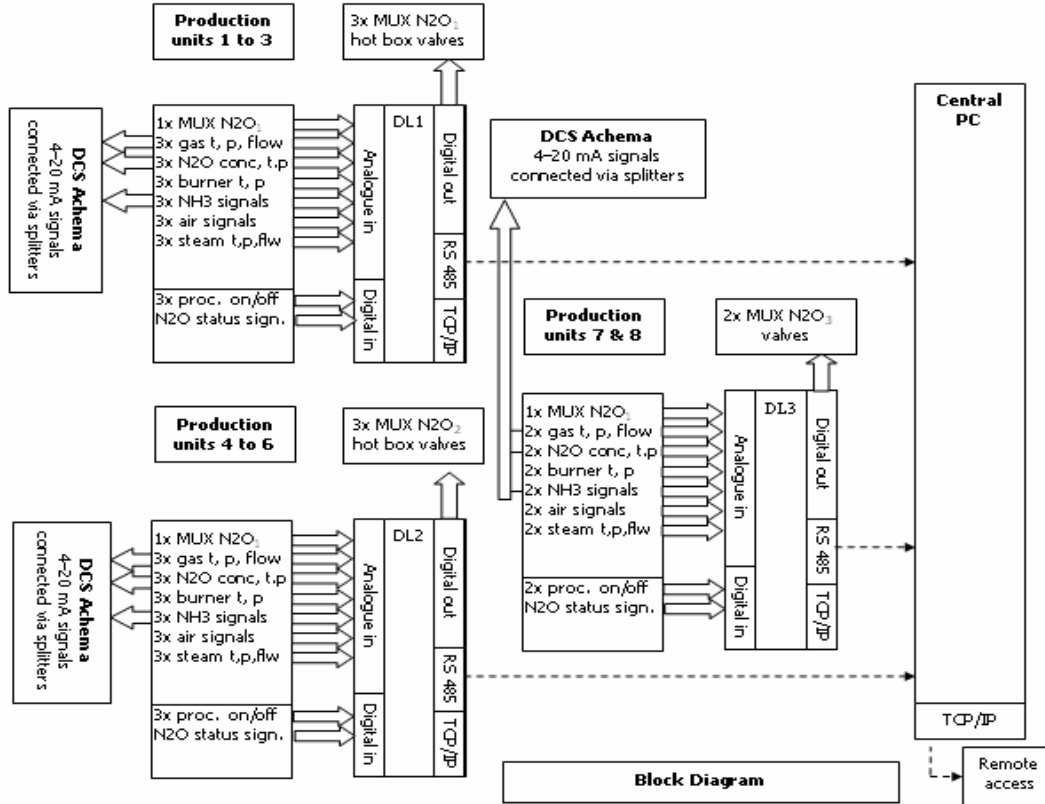 Production
units 1 to 3
3x MUX N2O₁
hot box valves
DCS Achema
4–20 mA signals
connected via splitters
1x MUX N2O₁
3x gas t, p, flow
3x N2O conc, t.p
3x burner t, p
3x NH3 signals
3x air signals
3x steam t,p,flw
3x proc. on/off
N2O status sign.
Analogue in
Digital in
DL1
Digital out
RS 485
TCP/IP
DCS Achema
4–20 mA signals
connected via splitters
Central
PC
TCP/IP
Remote
access
Production
units 7 & 8
2x MUX N2O₃
valves
1x MUX N2O₁
2x gas t, p, flow
2x N2O conc, t.p
2x burner t, p
2x NH3 signals
2x air signals
2x steam t,p,flw
2x proc. on/off
N2O status sign.
Analogue in
Digital in
DL3
Digital out
RS 485
TCP/IP
Production
units 4 to 6
3x MUX N2O₂
hot box valves
DCS Achema
4–20 mA signals
connected via splitters
1x MUX N2O₁
3x gas t, p, flow
3x N2O conc, t.p
3x burner t, p
3x NH3 signals
3x air signals
3x steam t,p,flw
3x proc. on/off
N2O status sign.
Analogue in
Digital in
DL2
Digital out
RS 485
TCP/IP
Block Diagram